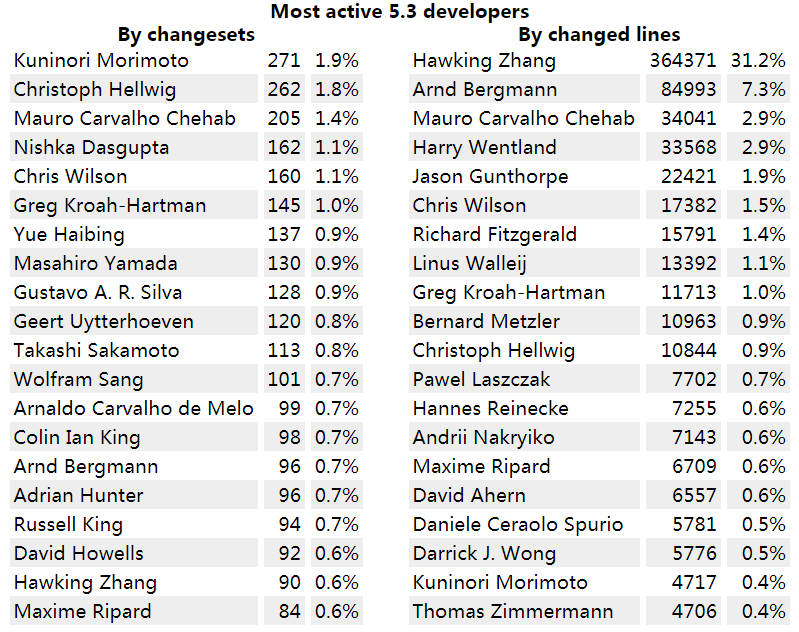 Most active 5.3 developers
By changesets
Kuninori Morimoto 271 1.9%
Christoph Hellwig 262 1.8%
Mauro Carvalho Chehab 205 1.4%
Nishka Dasgupta 162 1.1%
Chris Wilson 160 1.1%
Greg Kroah-Hartman 145 1.0%
Yue Haibing 137 0.9%
Masahiro Yamada 130 0.9%
Gustavo A. R. Silva 128 0.9%
Geert Uytterhoeven 120 0.8%
Takashi Sakamoto 113 0.8%
Wolfram Sang 101 0.7%
Arnaldo Carvalho de Melo 99 0.7%
Colin Ian King 98 0.7%
Arnd Bergmann 96 0.7%
Adrian Hunter 96 0.7%
Russell King 94 0.7%
David Howells 92 0.6%
Hawking Zhang 90 0.6%
Maxime Ripard 84 0.6%
By changed lines
Hawking Zhang 364371 31.2%
Arnd Bergmann 84993 7.3%
Mauro Carvalho Chehab 34041 2.9%
Harry Wentland 33568 2.9%
Jason Gunthorpe 22421 1.9%
Chris Wilson 17382 1.5%
Richard Fitzgerald 15791 1.4%
Linus Walleij 13392 1.1%
Greg Kroah-Hartman 11713 1.0%
Bernard Metzler 10963 0.9%
Christoph Hellwig 10844 0.9%
Pawel Laszczak 7702 0.7%
Hannes Reinecke 7255 0.6%
Andrii Nakryiko 7143 0.6%
Maxime Ripard 6709 0.6%
David Ahern 6557 0.6%
Daniele Ceraolo Spurio 5781 0.5%
Darrick J. Wong 5776 0.5%
Kuninori Morimoto 4717 0.4%
Thomas Zimmermann 4706 0.4%